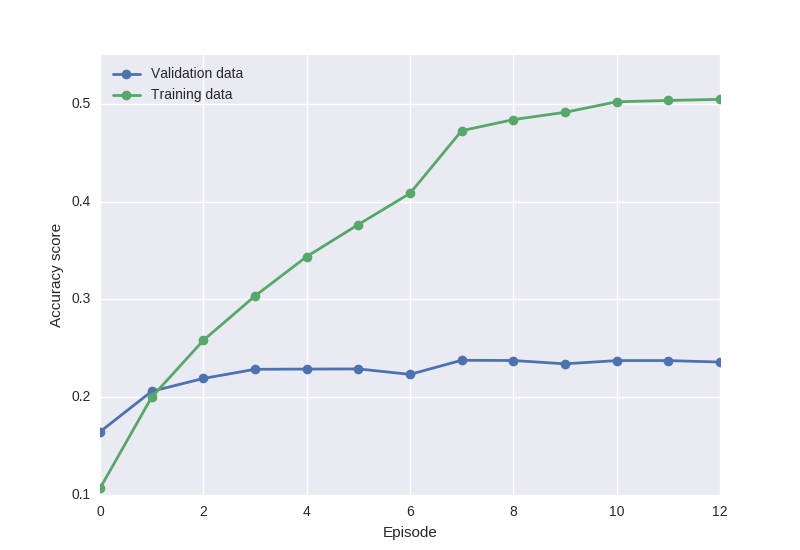 Validation data
Training data
0.5
0.4
0.3
0.2
0.1
Accuracy score
0 2 4 6 8 10 12
Episode